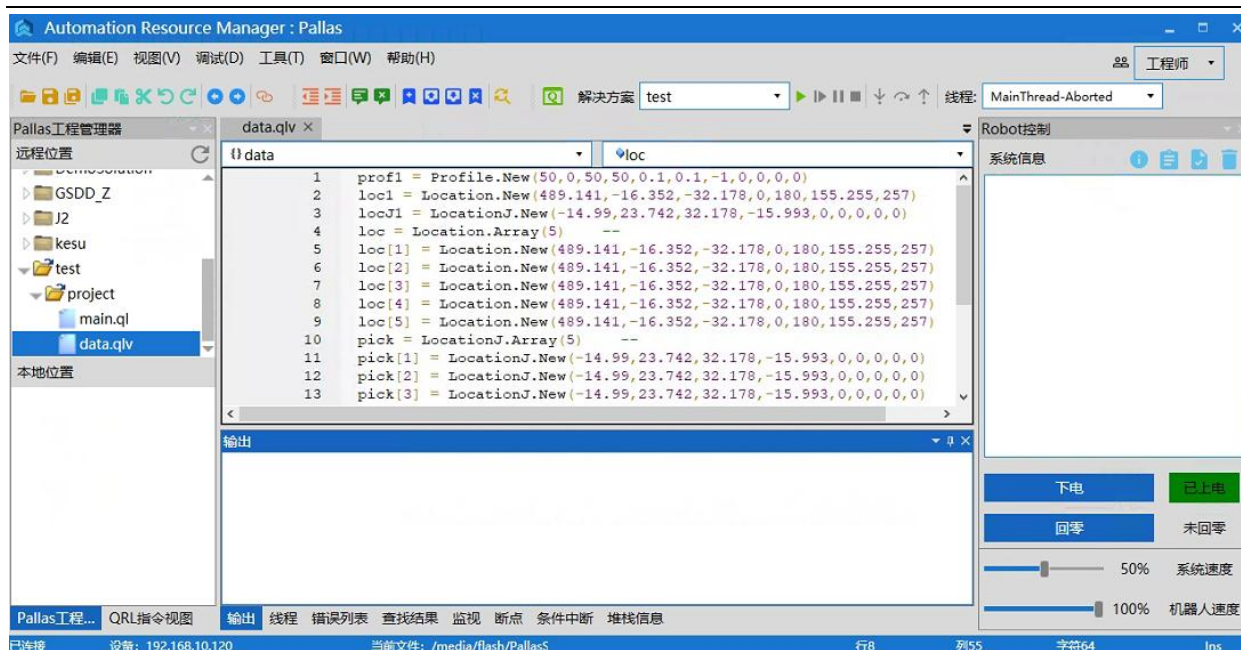 Automation Resource Manager : Pallas
文件(F) 编辑(E) 视图(V) 调试(D) 工具(T) 窗口(W) 帮助(H)
工程师
解决方案 test 线程: MainThread-Aborted
Pallas工程管理器
远程位置
DemoSolution
GSDD_Z
J2
kesu
test
project
main.ql
data.qlv
本地位置
Pallas工程... QRL指令视图
data.qlv
data loc
1 prof1 = Profile.New(50,0,50,50,0.1,0.1,-1,0,0,0,0)
2 loc1 = Location.New(489.141,-16.352,-32.178,0,180,155.255,257)
3 locJ1 = LocationJ.New(-14.99,23.742,32.178,-15.993,0,0,0,0,0)
4 loc = Location.Array(5) --
5 loc[1] = Location.New(489.141,-16.352,-32.178,0,180,155.255,257)
6 loc[2] = Location.New(489.141,-16.352,-32.178,0,180,155.255,257)
7 loc[3] = Location.New(489.141,-16.352,-32.178,0,180,155.255,257)
8 loc[4] = Location.New(489.141,-16.352,-32.178,0,180,155.255,257)
9 loc[5] = Location.New(489.141,-16.352,-32.178,0,180,155.255,257)
10 pick = LocationJ.Array(5) --
11 pick[1] = LocationJ.New(-14.99,23.742,32.178,-15.993,0,0,0,0,0)
12 pick[2] = LocationJ.New(-14.99,23.742,32.178,-15.993,0,0,0,0,0)
13 pick[3] = LocationJ.New(-14.99,23.742,32.178,-15.993,0,0,0,0,0)
输出
输出 线程 错误列表 查找结果 监视 断点 条件中断 堆栈信息
Robot控制
系统信息
下电 已上电
回零 未回零
50% 系统速度
100% 机器人速度
已连接 设备: 192.168.10.120 当前文件: /media/flash/PallasS 行8 列55 字符64 Ins